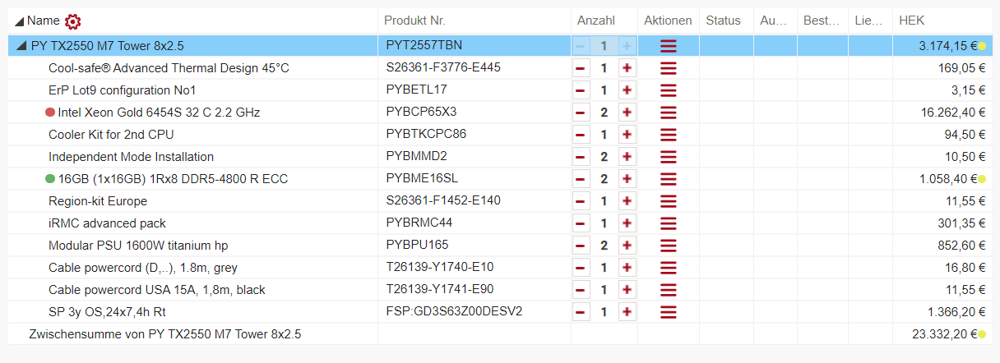 Name Produkt Nr. Anzahl Aktionen Status Au... Best... Lie... HEK
PY TX2550 M7 Tower 8x2.5 PYT2557TBN 1 3.174,15 €
Cool-safe® Advanced Thermal Design 45°C S26361-F3776-E445 1 169,05 €
ErP Lot9 configuration No1 PYBETL17 1 3,15 €
Intel Xeon Gold 6454S 32 C 2.2 GHz PYBCP65X3 2 16.262,40 €
Cooler Kit for 2nd CPU PYBTKCPC86 1 94,50 €
Independent Mode Installation PYBMMD2 2 10,50 €
16GB (1x16GB) 1Rx8 DDR5-4800 R ECC PYBME16SL 2 1.058,40 €
Region-kit Europe S26361-F1452-E140 1 11,55 €
iRMC advanced pack PYBRMC44 1 301,35 €
Modular PSU 1600W titanium hp PYBPU165 2 852,60 €
Cable powercord (D,..), 1.8m, grey T26139-Y1740-E10 1 16,80 €
Cable powercord USA 15A, 1,8m, black T26139-Y1741-E90 1 11,55 €
SP 3y OS,24x7,4h Rt FSP:GD3S63Z00DESV2 1 1.366,20 €
Zwischensumme von PY TX2550 M7 Tower 8x2.5 23.332,20 €